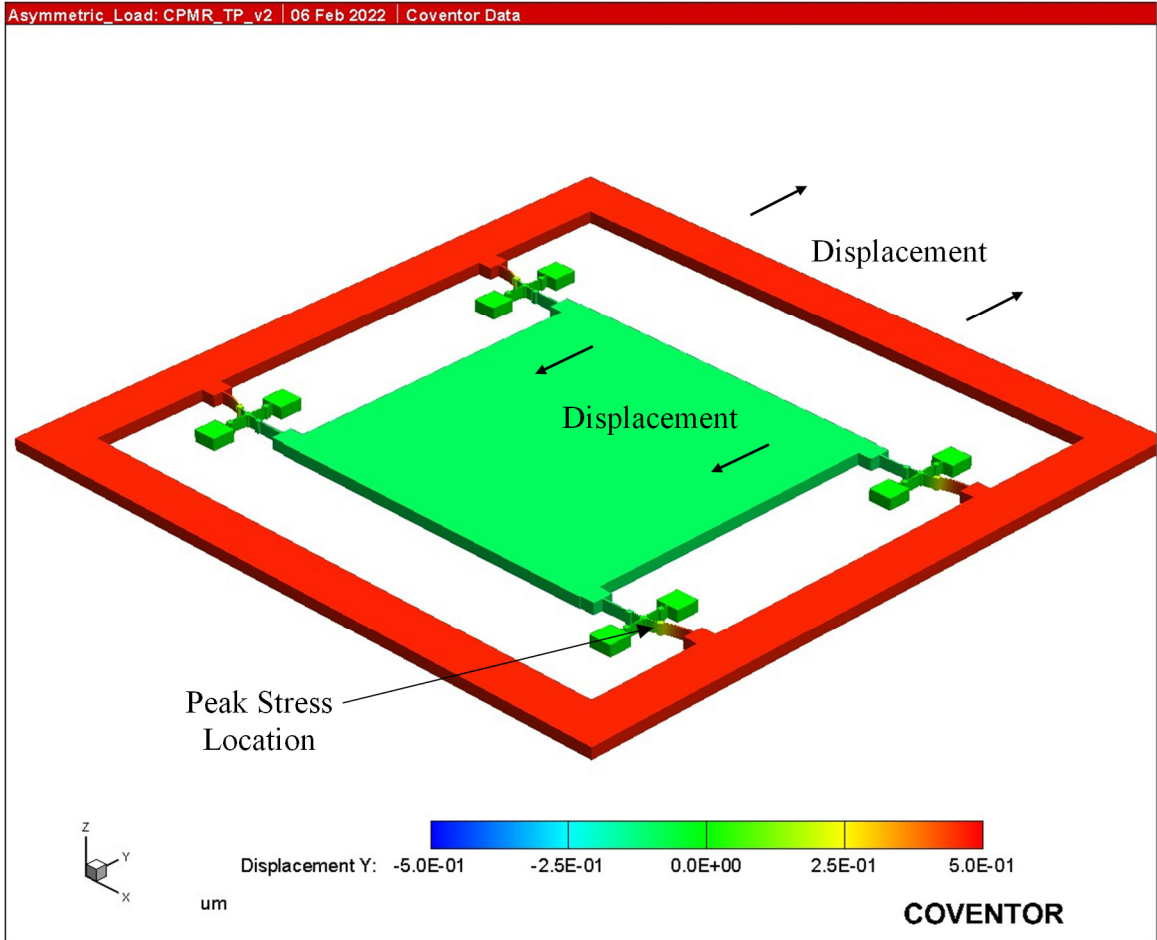 Asymmetric_Load: CPMR_TP_v2 | 06 Feb 2022 | Coventor Data
Displacement
Displacement
Peak Stress
Location
Z
Y
X
Displacement Y: -5.0E-01 -2.5E-01 0.0E+00 2.5E-01 5.0E-01
um
COVENTOR